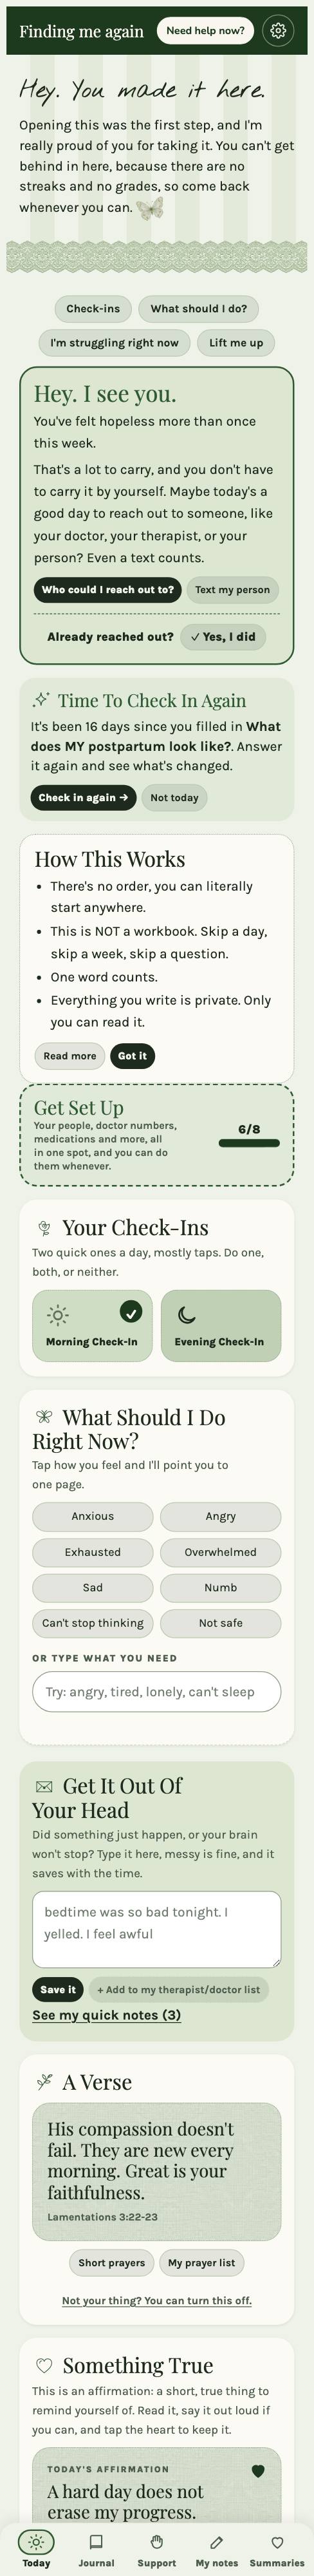 Finding me again
Need help now?
Hey. You made it here.
Opening this was the first step, and I'm
really proud of you for taking it. You can't get
behind in here, because there are no
streaks and no grades, so come back
whenever you can.
Check-ins
What should I do?
I'm struggling right now
Lift me up
Hey. I see you.
You've felt hopeless more than once
this week.
That's a lot to carry, and you don't have
to carry it by yourself. Maybe today's a
good day to reach out to someone, like
your doctor, your therapist, or your
person? Even a text counts.
Who could I reach out to?
Text my person
Already reached out?
✓ Yes, I did
Time To Check In Again
It's been 16 days since you filled in What
does MY postpartum look like?. Answer
it again and see what's changed.
Check in again →
Not today
How This Works
• There's no order, you can literally
start anywhere.
• This is NOT a workbook. Skip a day,
skip a week, skip a question.
• One word counts.
• Everything you write is private. Only
you can read it.
Read more
Got it
Get Set Up
Your people, doctor numbers,
medications and more, all
in one spot, and you can do
them whenever.
6/8
Your Check-Ins
Two quick ones a day, mostly taps. Do one,
both, or neither.
Morning Check-In
Evening Check-In
What Should I Do
Right Now?
Tap how you feel and I'll point you to
one page.
Anxious
Angry
Exhausted
Overwhelmed
Sad
Numb
Can't stop thinking
Not safe
OR TYPE WHAT YOU NEED
Try: angry, tired, lonely, can't sleep
Get It Out Of
Your Head
Did something just happen, or your brain
won't stop? Type it here, messy is fine, and it
saves with the time.
bedtime was so bad tonight. I
yelled. I feel awful
Save it
+ Add to my therapist/doctor list
See my quick notes (3)
A Verse
His compassion doesn't
fail. They are new every
morning. Great is your
faithfulness.
Lamentations 3:22-23
Short prayers
My prayer list
Not your thing? You can turn this off.
Something True
This is an affirmation: a short, true thing to
remind yourself of. Read it, say it out loud if
you can, and tap the heart to keep it.
TODAY'S AFFIRMATION
A hard day does not
erase my progress.
Today
Journal
Support
My notes
Summaries